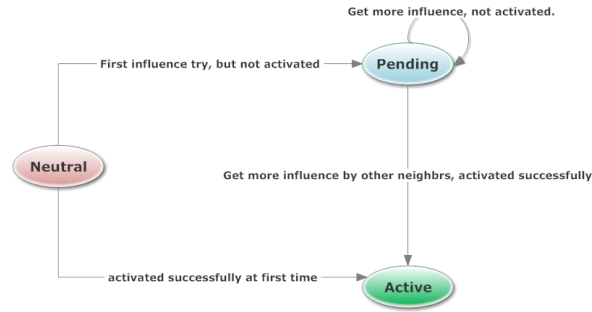 Get more influence, not activated.
Pending
First influence try, but not activated
Neutral
Get more influence by other neighbrs, activated successfully
activated successfully at first time
Active